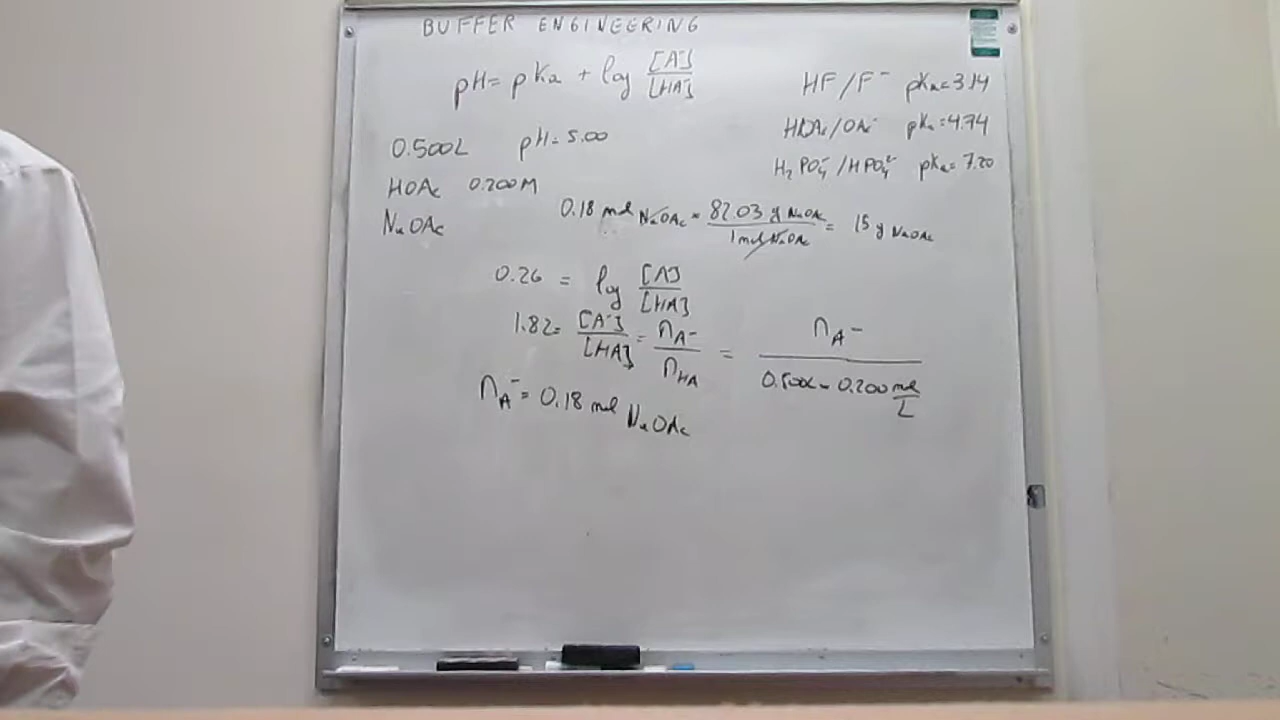 BUFFER ENGINEERING
pH = pKa + log [A⁻]/[HA]
HF/F⁻ pKa=3.14
HOAc/OAc⁻ pKa=4.74
H₂PO₄⁻/HPO₄²⁻ pKa=7.20
0.500L pH=5.00
HOAc 0.200M
NaOAc
0.18 mol NaOAc × 82.03 g NaOAc / 1 mol NaOAc = 15 g NaOAc
0.26 = log [A⁻]/[HA]
1.82 = [A⁻]/[HA] = nA⁻/nHA = nA⁻ / 0.500L × 0.200 mol/L
nA⁻ = 0.18 mol NaOAc